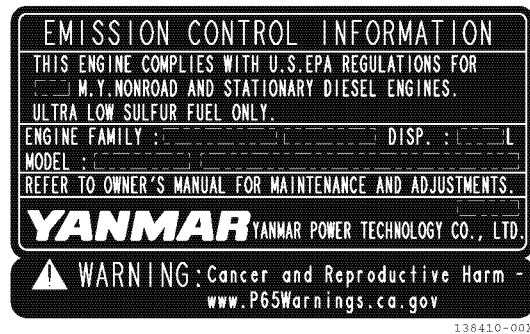 EMISSION CONTROL INFORMATION
THIS ENGINE COMPLIES WITH U.S.EPA REGULATIONS FOR
M.Y.NONROAD AND STATIONARY DIESEL ENGINES.
ULTRA LOW SULFUR FUEL ONLY.
ENGINE FAMILY : DISP. : L
MODEL :
REFER TO OWNER'S MANUAL FOR MAINTENANCE AND ADJUSTMENTS.
YANMAR YANMAR POWER TECHNOLOGY CO., LTD.
WARNING:Cancer and Reproductive Harm -
www.P65Warnings.ca.gov